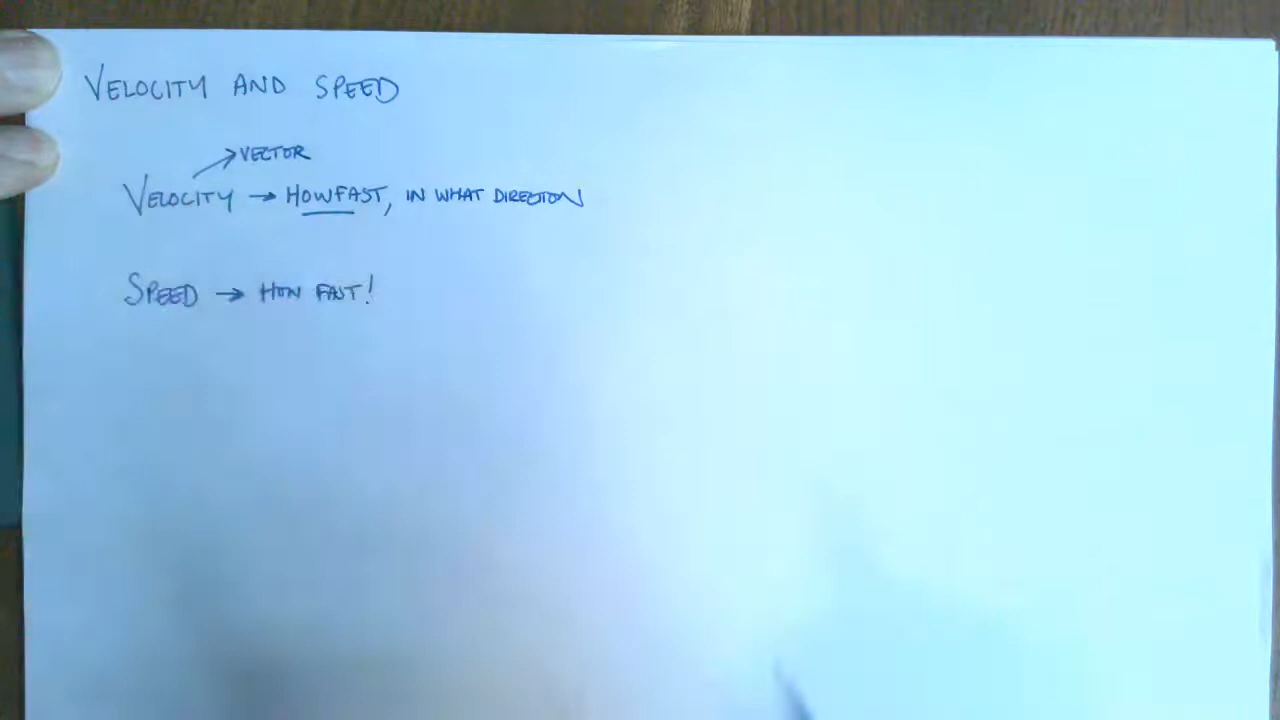 VELOCITY AND SPEED
VECTOR
VELOCITY → HOW FAST, IN WHAT DIRECTION
SPEED → HOW FAST!